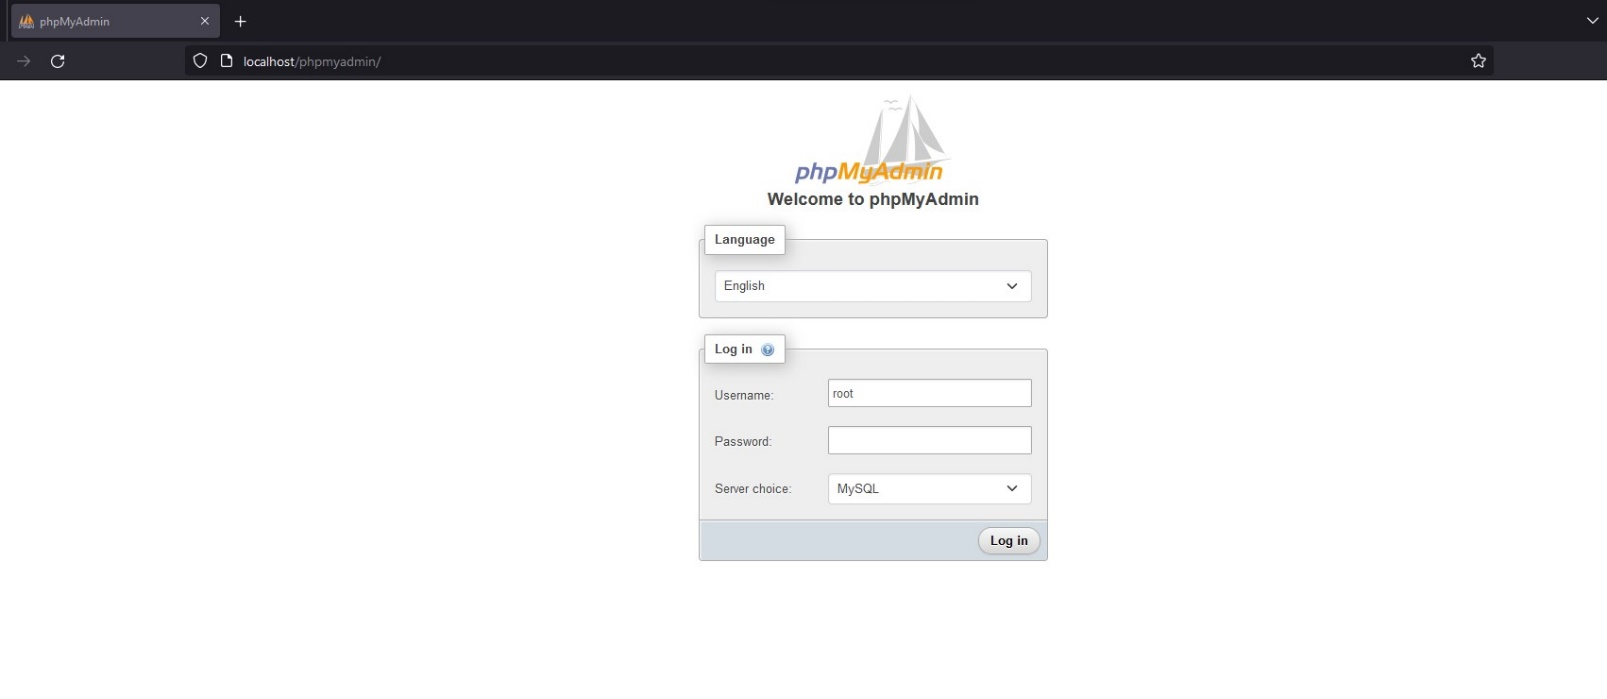 phpMyAdmin
localhost/phpmyadmin/
phpMyAdmin
Welcome to phpMyAdmin
Language
English
Log in
Username: root
Password:
Server choice: MySQL
Log in